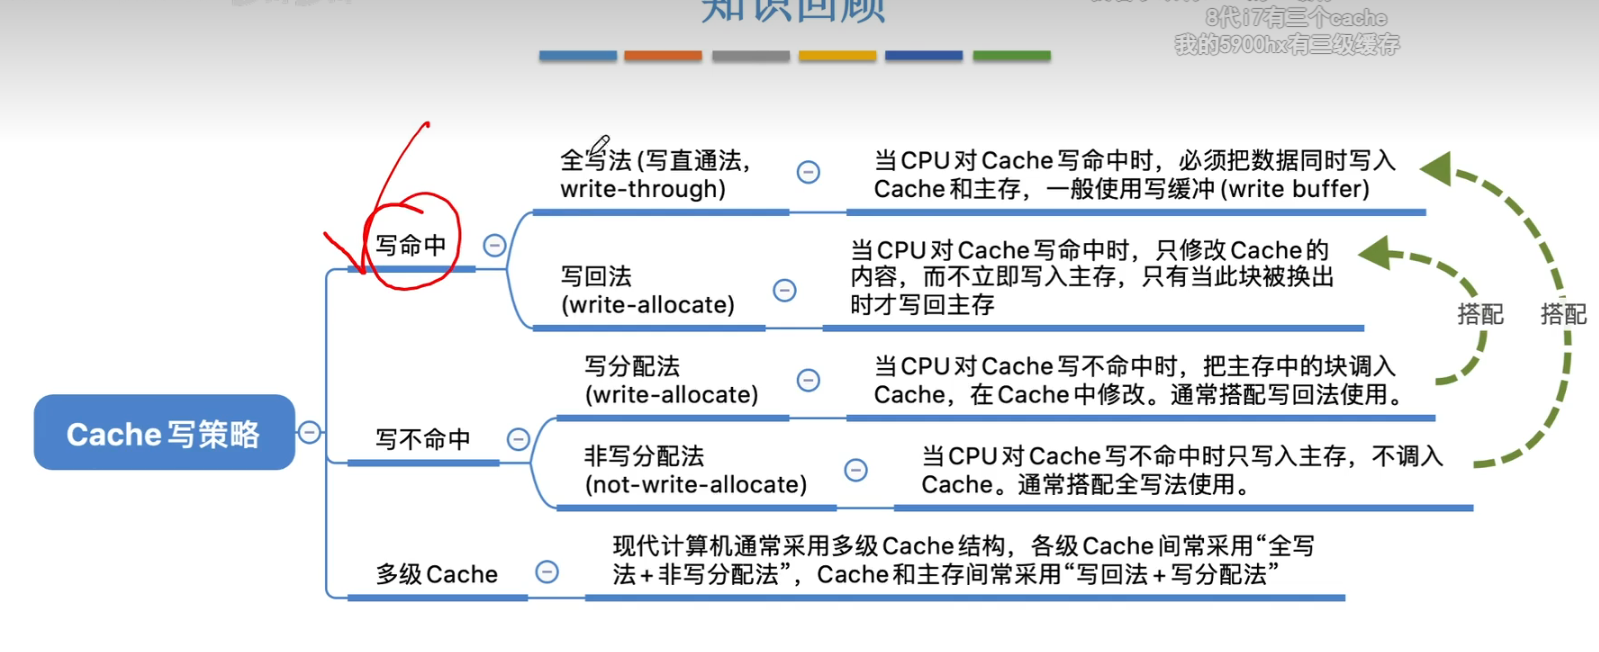 知识回顾
8代i7有三个cache
我的5900hx有三级缓存
全写法(写直通法,
write-through)
当CPU对Cache写命中时，必须把数据同时写入
Cache和主存，一般使用写缓冲(write buffer)
写命中
写回法
(write-allocate)
当CPU对Cache写命中时，只修改Cache的
内容，而不立即写入主存，只有当此块被换出
时才写回主存
搭配
搭配
写分配法
(write-allocate)
当CPU对Cache写不命中时，把主存中的块调入
Cache，在Cache中修改。通常搭配写回法使用。
Cache写策略
写不命中
非写分配法
(not-write-allocate)
当CPU对Cache写不命中时只写入主存，不调入
Cache。通常搭配全写法使用。
多级Cache
现代计算机通常采用多级Cache结构，各级Cache间常采用“全写
法+非写分配法”，Cache和主存间常采用“写回法+写分配法”